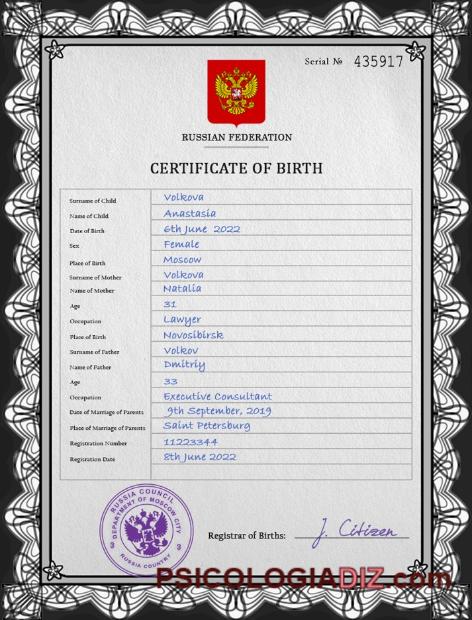 Serial № 435917
RUSSIAN FEDERATION
CERTIFICATE OF BIRTH
Surname of Child Volkova
Name of Child Anastasia
Date of Birth 6th June 2022
Sex Female
Place of Birth Moscow
Surname of Mother Volkova
Name of Mother Natalia
Age 31
Occupation Lawyer
Place of Birth Novosibirsk
Surname of Father Volkov
Name of Father Dmitriy
Age 33
Occupation Executive Consultant
Date of Marriage of Parents 9th September, 2019
Place of Marriage of Parents Saint Petersburg
Registration Number 11223344
Registration Date 8th June 2022
RUSSIA COUNCIL
DEPARTMENT OF MOSCOW CITY
RUSSIA COUNTRY
Registrar of Births: J. Citizen
PSICOLOGIADIZ.com